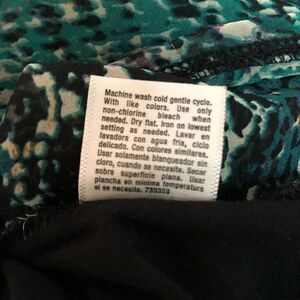 Machine wash cold gentle cycle.
With like colors. Use only
non-chlorine bleach when
needed. Dry flat. Iron on lowest
setting as needed. Lavar en
lavadora con agua fria, ciclo
delicado. Con colores similares.
Usar solamente blanqueador sin
cloro, cuando se necesite. Secar
sobre superficie plana. Usar
plancha en minima temperatura
si se necesita. 739359